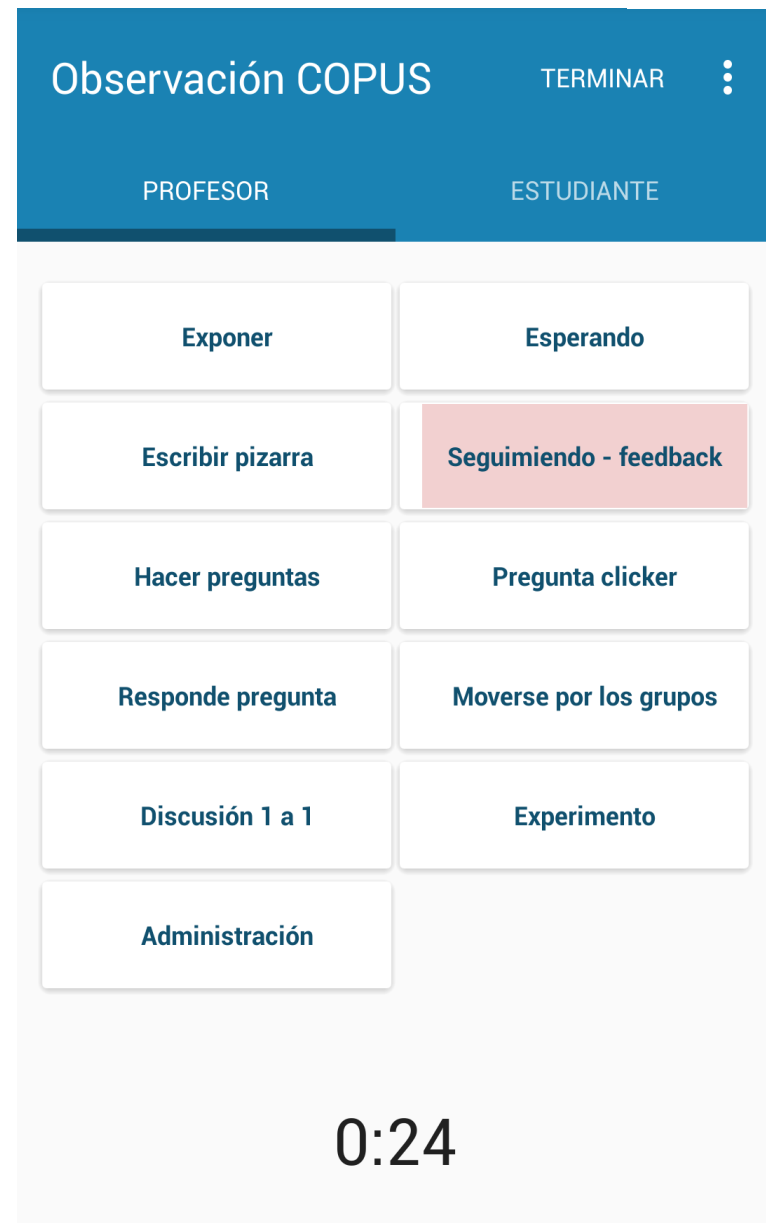 Observación COPUS TERMINAR
PROFESOR ESTUDIANTE
Exponer Esperando
Escribir pizarra Seguimiendo - feedback
Hacer preguntas Pregunta clicker
Responde pregunta Moverse por los grupos
Discusión 1 a 1 Experimento
Administración
0:24